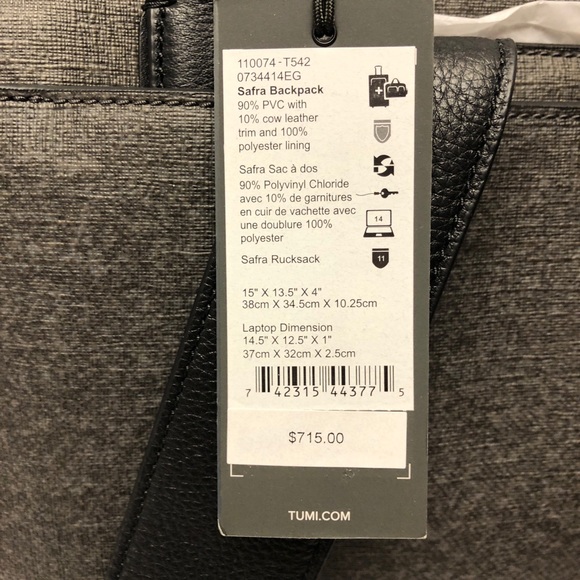 110074-T542
0734414EG
Safra Backpack
90% PVC with
10% cow leather
trim and 100%
polyester lining
Safra Sac à dos
90% Polyvinyl Chloride
avec 10% de garnitures
en cuir de vachette avec
une doublure 100%
polyester
14
Safra Rucksack
11
15" X 13.5" X 4"
38cm X 34.5cm X 10.25cm
Laptop Dimension
14.5" X 12.5" X 1"
37cm X 32cm X 2.5cm
7 42315 44377 5
$715.00
TUMI.COM